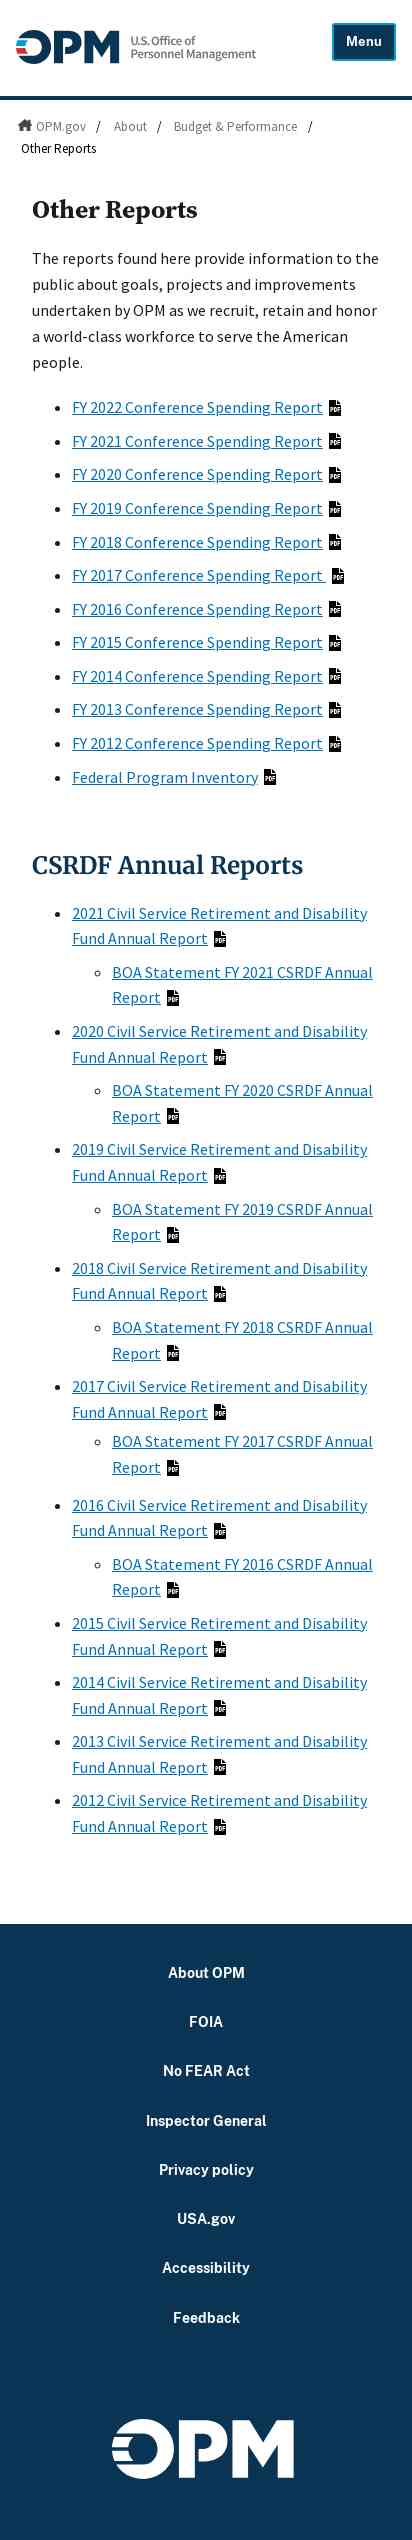 OPM U.S. Office of
Personnel Management
Menu
OPM.gov / About / Budget & Performance /
Other Reports
Other Reports
The reports found here provide information to the
public about goals, projects and improvements
undertaken by OPM as we recruit, retain and honor
a world-class workforce to serve the American
people.
• FY 2022 Conference Spending Report PDF
• FY 2021 Conference Spending Report PDF
• FY 2020 Conference Spending Report PDF
• FY 2019 Conference Spending Report PDF
• FY 2018 Conference Spending Report PDF
• FY 2017 Conference Spending Report PDF
• FY 2016 Conference Spending Report PDF
• FY 2015 Conference Spending Report PDF
• FY 2014 Conference Spending Report PDF
• FY 2013 Conference Spending Report PDF
• FY 2012 Conference Spending Report PDF
• Federal Program Inventory PDF
CSRDF Annual Reports
• 2021 Civil Service Retirement and Disability
Fund Annual Report PDF
◦ BOA Statement FY 2021 CSRDF Annual
Report PDF
• 2020 Civil Service Retirement and Disability
Fund Annual Report PDF
◦ BOA Statement FY 2020 CSRDF Annual
Report PDF
• 2019 Civil Service Retirement and Disability
Fund Annual Report PDF
◦ BOA Statement FY 2019 CSRDF Annual
Report PDF
• 2018 Civil Service Retirement and Disability
Fund Annual Report PDF
◦ BOA Statement FY 2018 CSRDF Annual
Report PDF
• 2017 Civil Service Retirement and Disability
Fund Annual Report PDF
◦ BOA Statement FY 2017 CSRDF Annual
Report PDF
• 2016 Civil Service Retirement and Disability
Fund Annual Report PDF
◦ BOA Statement FY 2016 CSRDF Annual
Report PDF
• 2015 Civil Service Retirement and Disability
Fund Annual Report PDF
• 2014 Civil Service Retirement and Disability
Fund Annual Report PDF
• 2013 Civil Service Retirement and Disability
Fund Annual Report PDF
• 2012 Civil Service Retirement and Disability
Fund Annual Report PDF
About OPM
FOIA
No FEAR Act
Inspector General
Privacy policy
USA.gov
Accessibility
Feedback
OPM